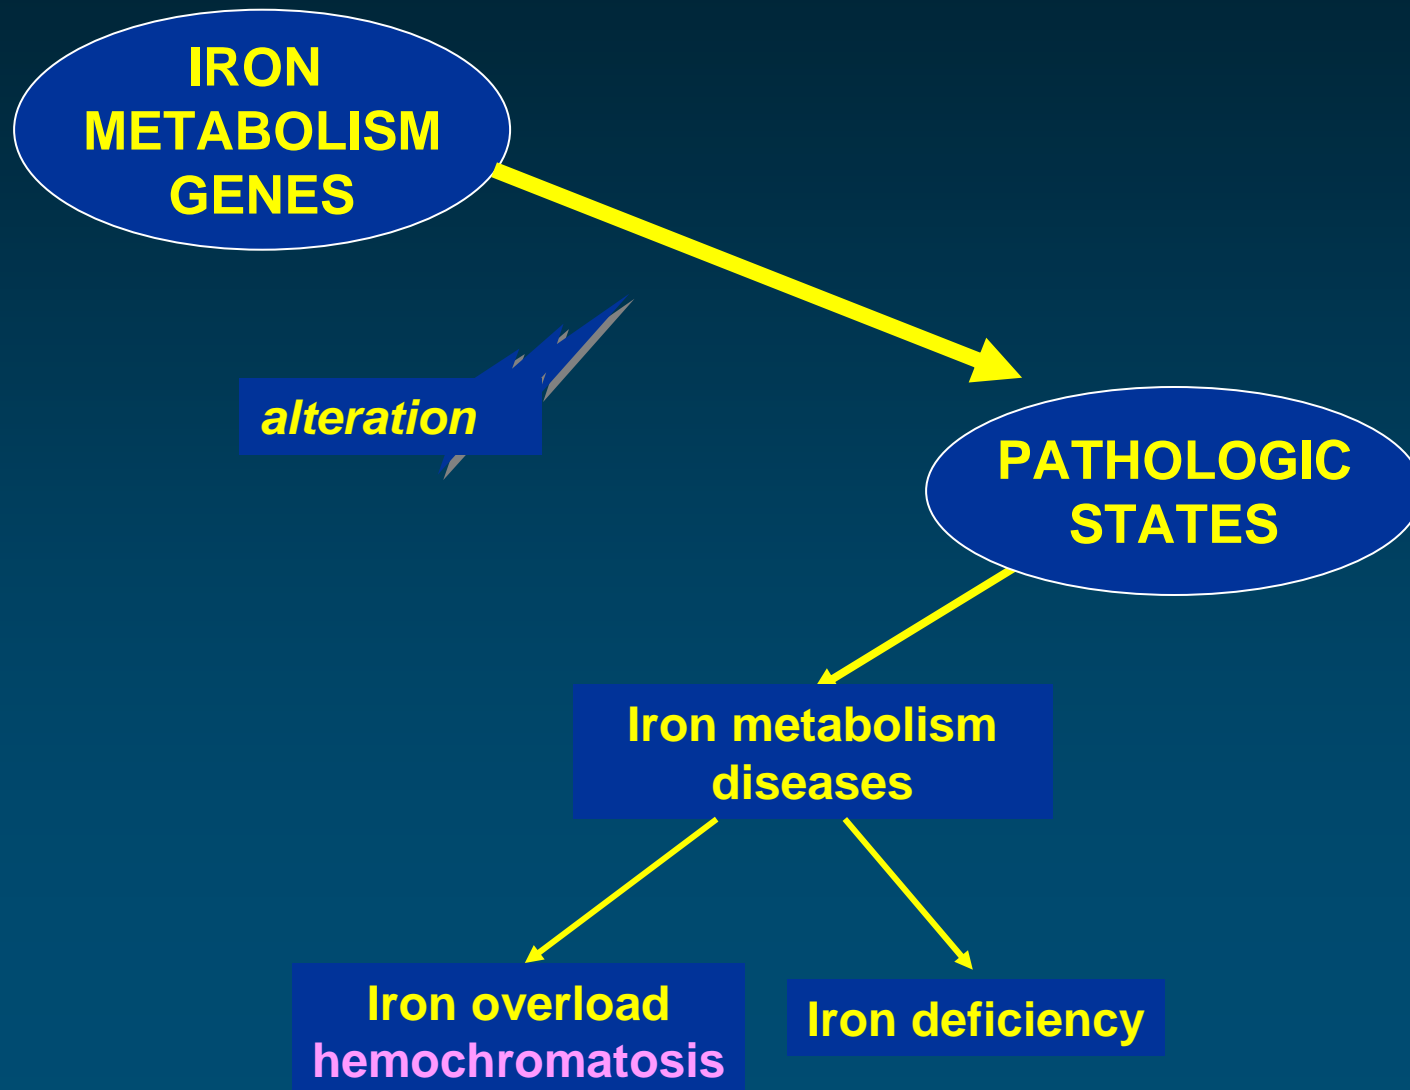 IRON
METABOLISM
GENES
alteration
PATHOLOGIC
STATES
Iron metabolism
diseases
Iron overload
hemochromatosis
Iron deficiency